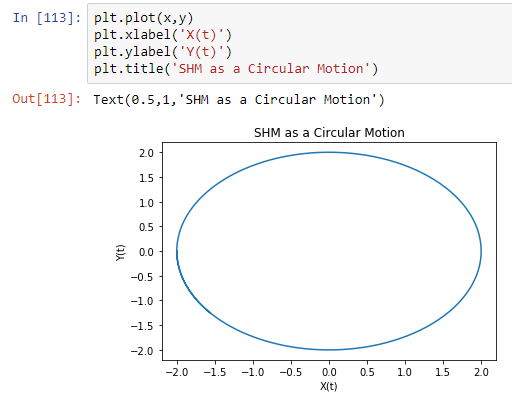 In [113]: plt.plot(x,y)
plt.xlabel('X(t)')
plt.ylabel('Y(t)')
plt.title('SHM as a Circular Motion')
Out[113]: Text(0.5,1,'SHM as a Circular Motion')
SHM as a Circular Motion
2.0
1.5
1.0
0.5
0.0
−0.5
−1.0
−1.5
−2.0
Y(t)
−2.0 −1.5 −1.0 −0.5 0.0 0.5 1.0 1.5 2.0
X(t)